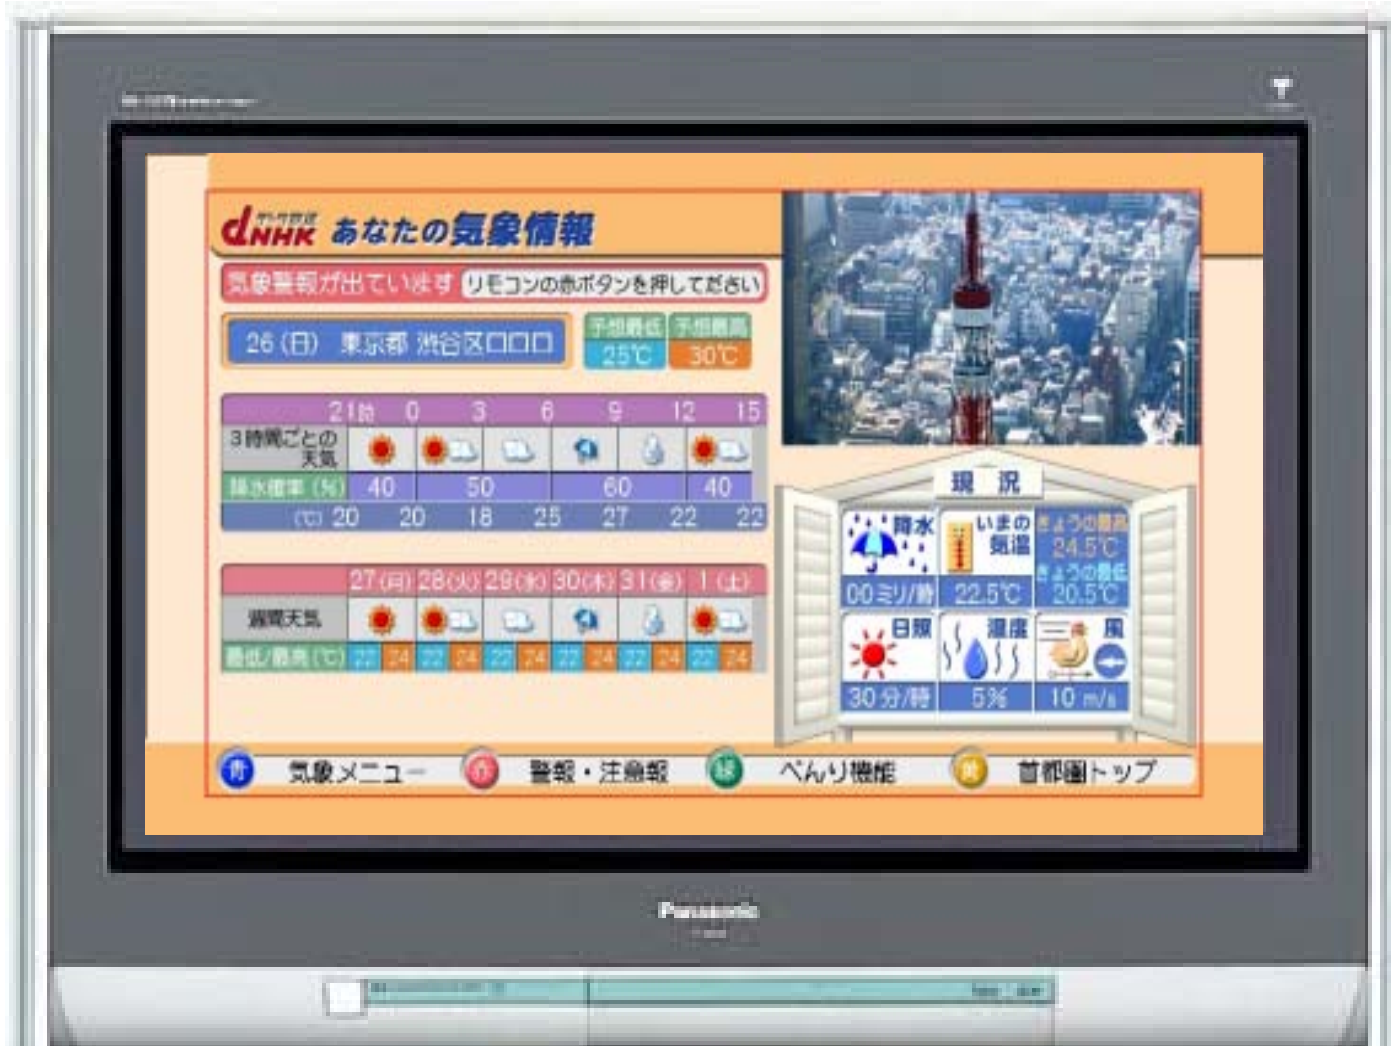 dNHK あなたの気象情報
気象警報が出ています リモコンの赤ボタンを押してださい
26(日) 東京都 渋谷区□□□
予想最低 予想最高
25℃ 30℃
21時 0 3 6 9 12 15
3時間ごとの
天気
降水確率(%) 40 50 60 40
(℃) 20 20 18 25 27 22 22
27(月) 28(火) 29(水) 30(木) 31(金) 1(土)
週間天気
最低/最高(℃) 22 24 22 24 22 24 22 24 22 24 22 24
現況
降水
00ミリ/時
いまの
気温
22.5℃
きょうの最高
24.5℃
きょうの最低
20.5℃
日照
30分/時
湿度
5%
風
10 m/s
青 気象メニュー 赤 警報・注意報 緑 べんり機能 黄 首都圏トップ
Panasonic